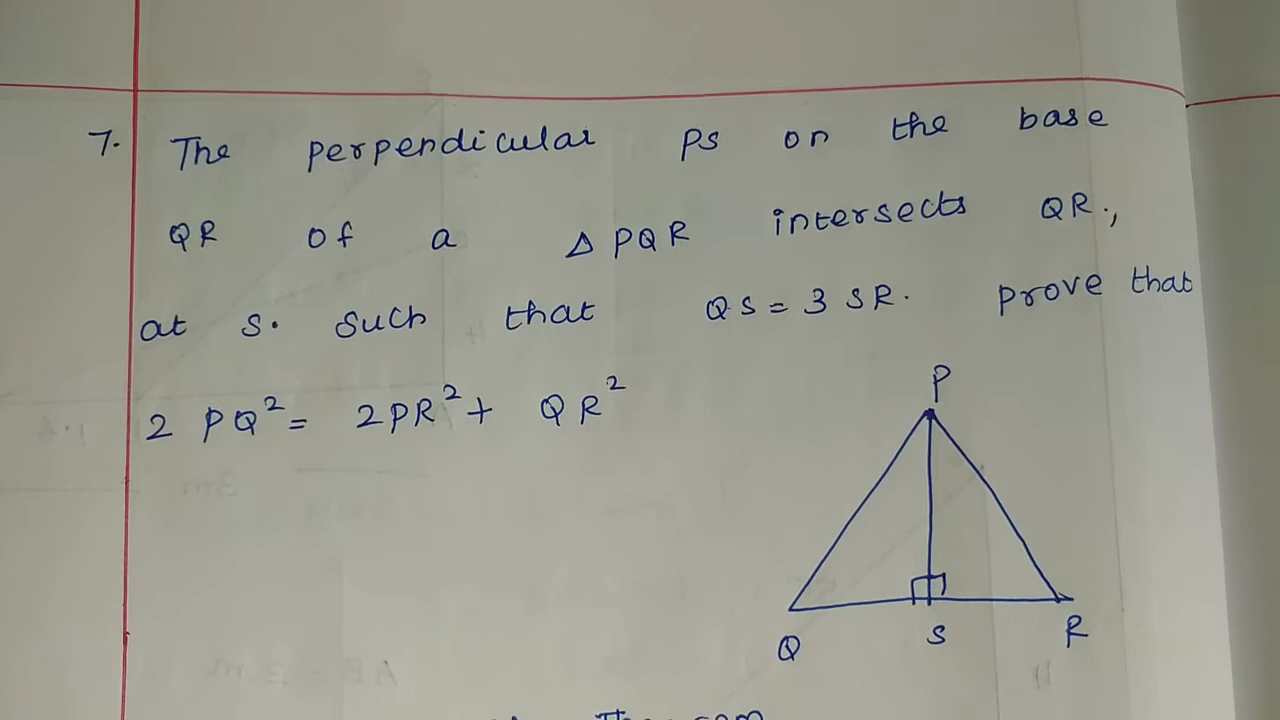 7. The perpendicular PS on the base
QR of a Δ PQR intersects QR.,
at S. Such that QS = 3 SR. prove that
2 PQ² = 2PR² + QR²
P
Q S R